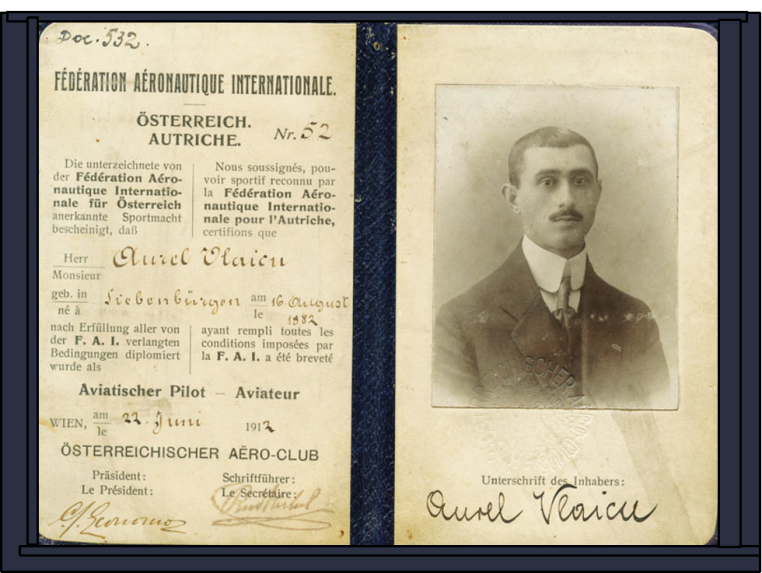 Doc. 532.
FÉDÉRATION AÉRONAUTIQUE INTERNATIONALE.
ÖSTERREICH.
AUTRICHE.
Nr. 52
Die unterzeichnete von
der Fédération Aéro-
nautique Internatio-
nale für Österreich
anerkannte Sportmacht
bescheinigt, daß
Nous soussignés, pou-
voir sportif reconnu par
la Fédération Aéro-
nautique Internatio-
nale pour l'Autriche,
certifions que
Herr
Monsieur
Aurel Vlaicu
geb. in
né à
Siebenbürgen
am
le
16. August
1882
nach Erfüllung aller von
der F. A. I. verlangten
Bedingungen diplomiert
wurde als
ayant rempli toutes les
conditions imposées par
la F. A. I. a été breveté
Aviatischer Pilot — Aviateur
WIEN, am
le
22. Juni 1912
ÖSTERREICHISCHER AËRO-CLUB
Präsident:
Le Président:
Schriftführer:
Le Secrétaire:
Unterschrift des Inhabers:
Aurel Vlaicu